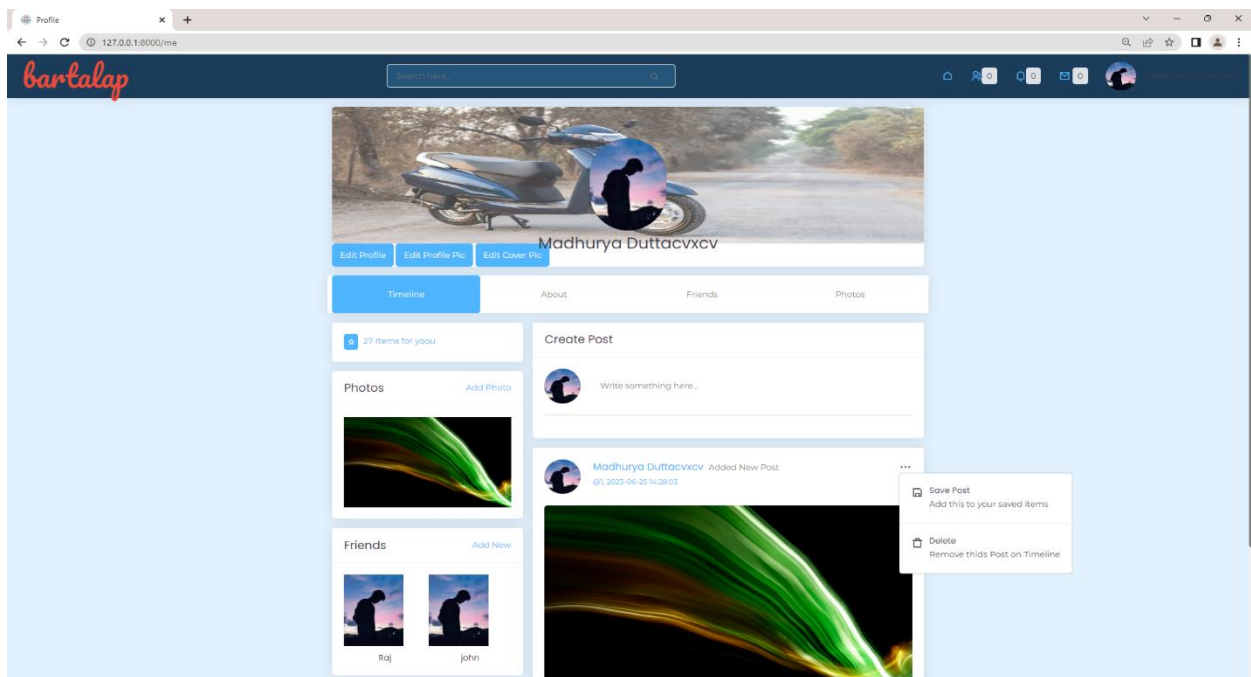 Profile
127.0.0.1:8000/me
bartalap
Search here...
0
0
0
Madhurya Duttacvxcv
Edit Profile
Edit Profile Pic
Edit Cover Pic
Timeline
About
Friends
Photos
27 Items for yoou
Photos
Add Photo
Friends
Add New
Raj
john
Create Post
Write something here...
Madhurya Duttacvxcv Added New Post
@1, 2023-06-25 14:28:03
Save Post
Add this to your saved items
Delete
Remove thids Post on Timeline